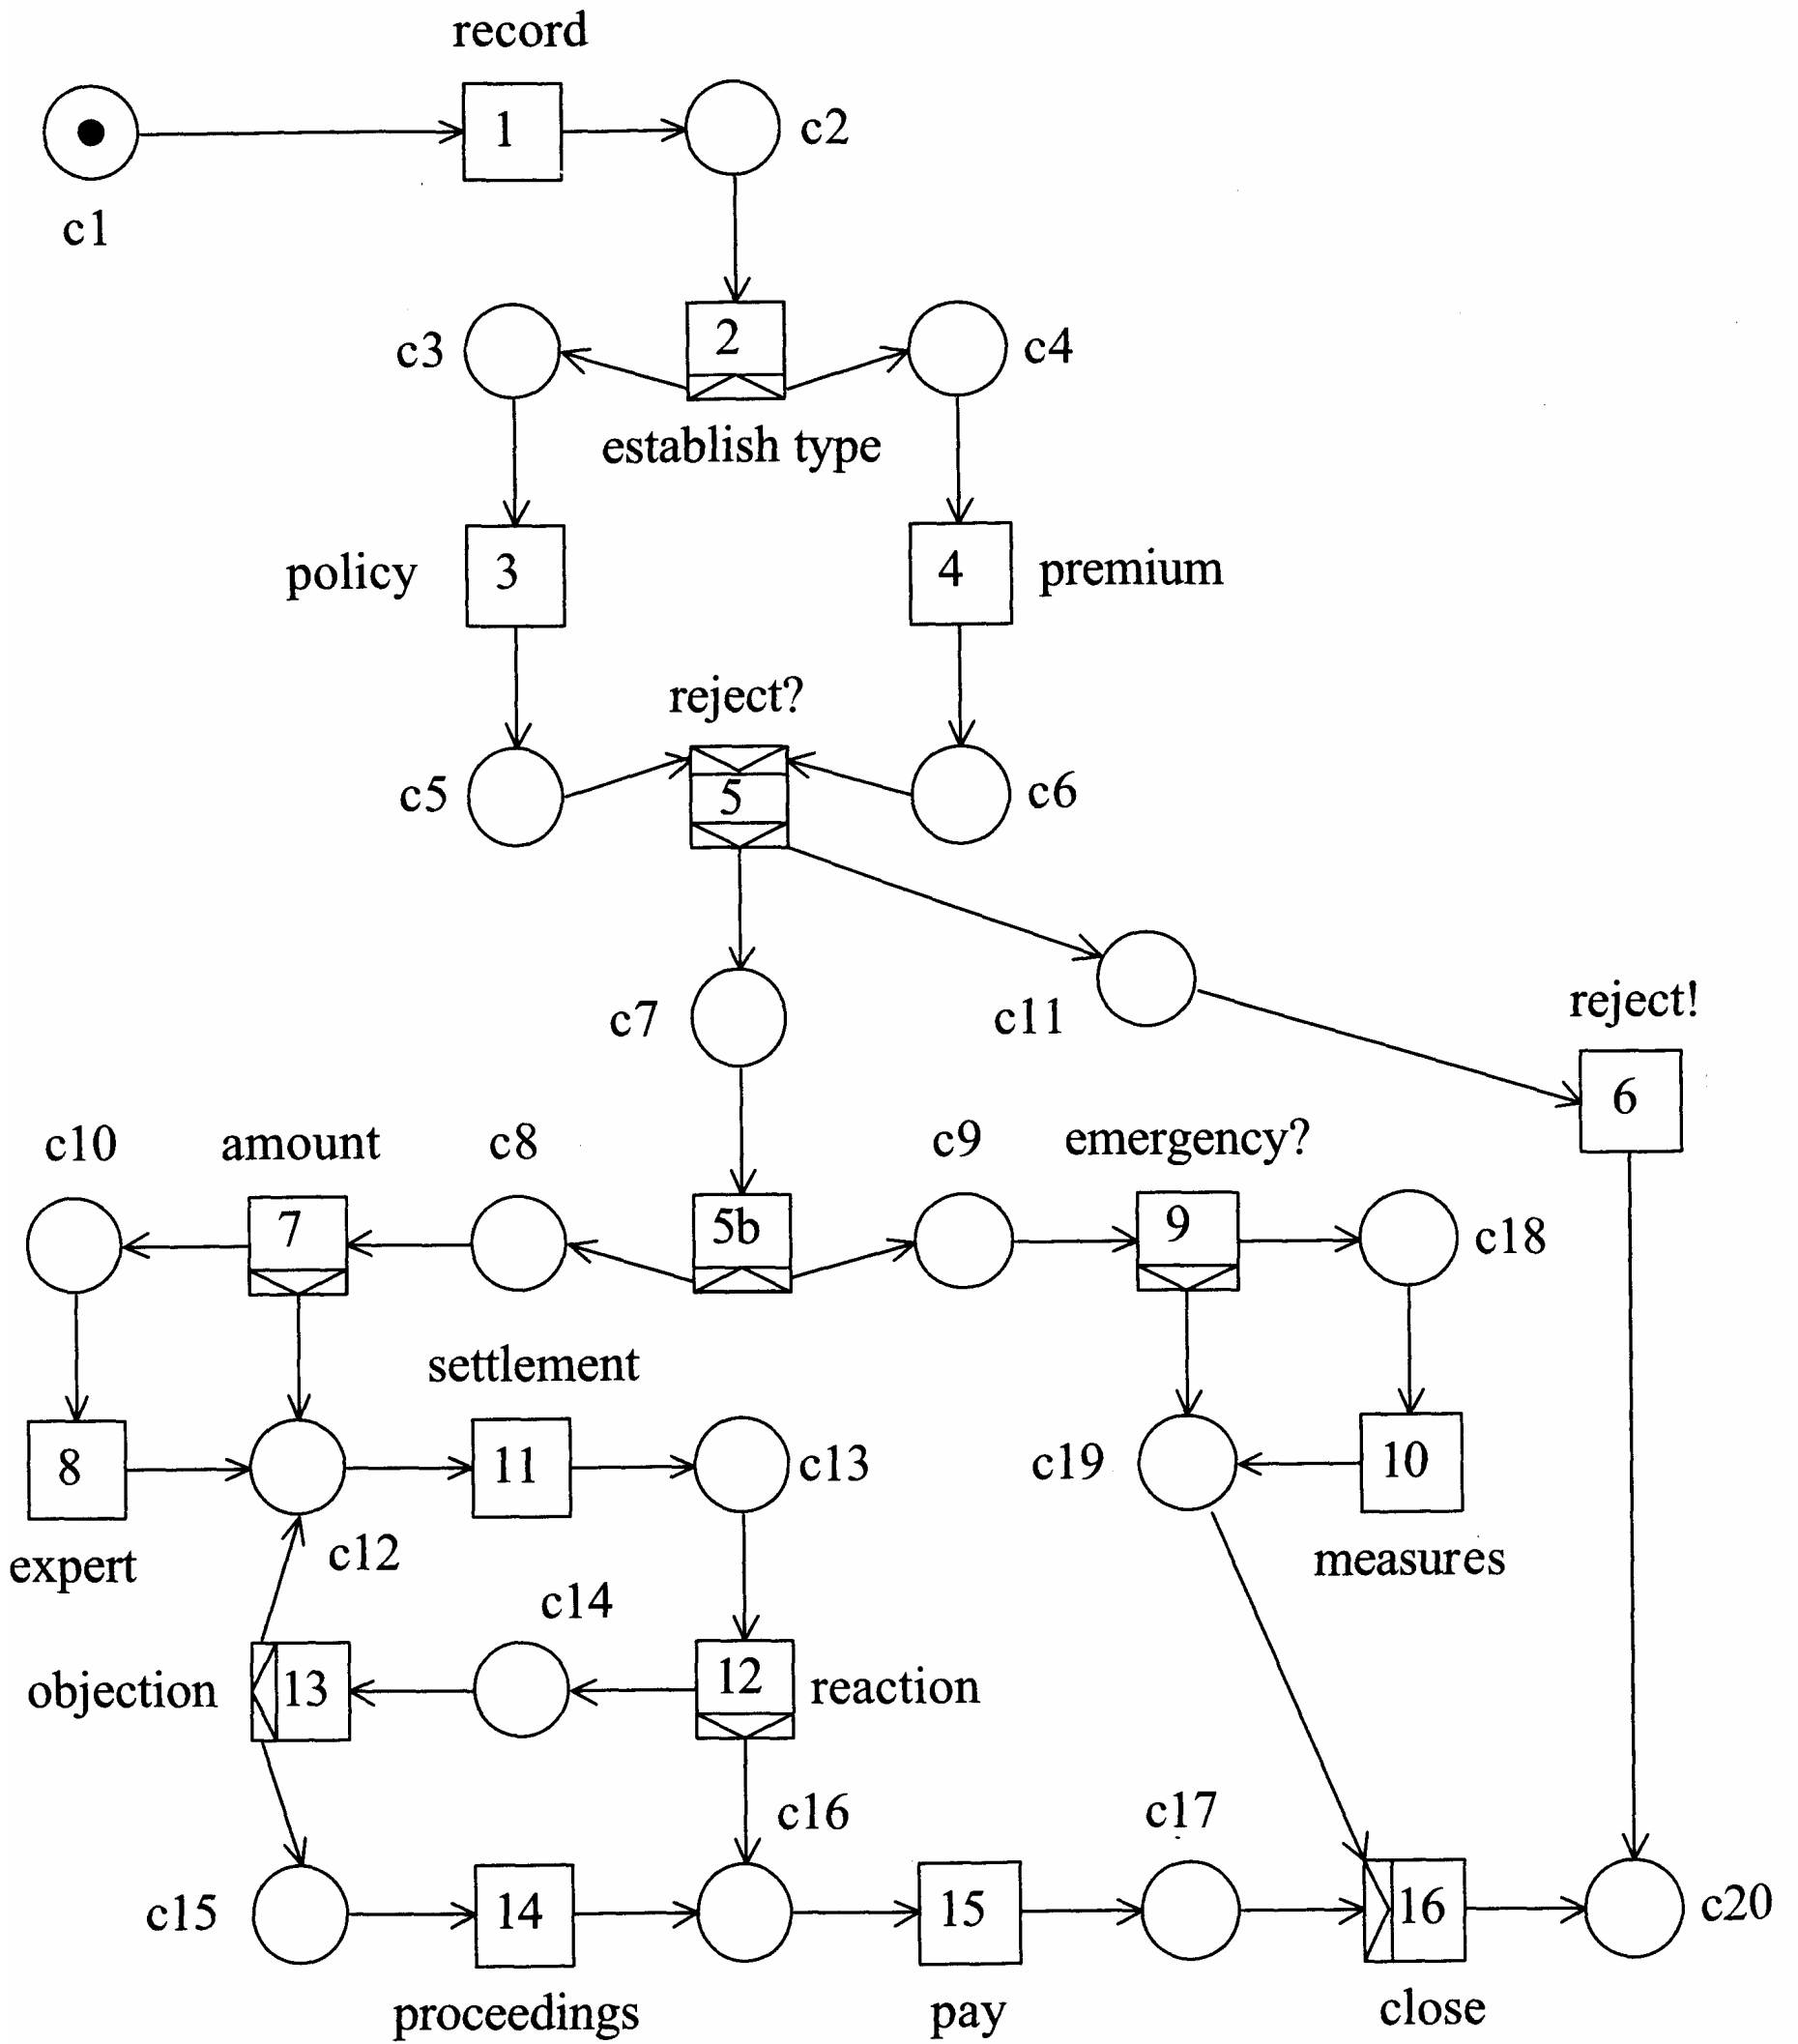 record
1
c2
c1
c3
2
c4
establish type
policy
3
4
premium
reject?
c5
5
c6
c7
c11
reject!
6
c10
amount
c8
c9
emergency?
7
5b
9
c18
settlement
8
11
c13
c19
10
expert
c12
measures
c14
objection
13
12
reaction
c16
c17
c15
14
15
16
c20
proceedings
pay
close